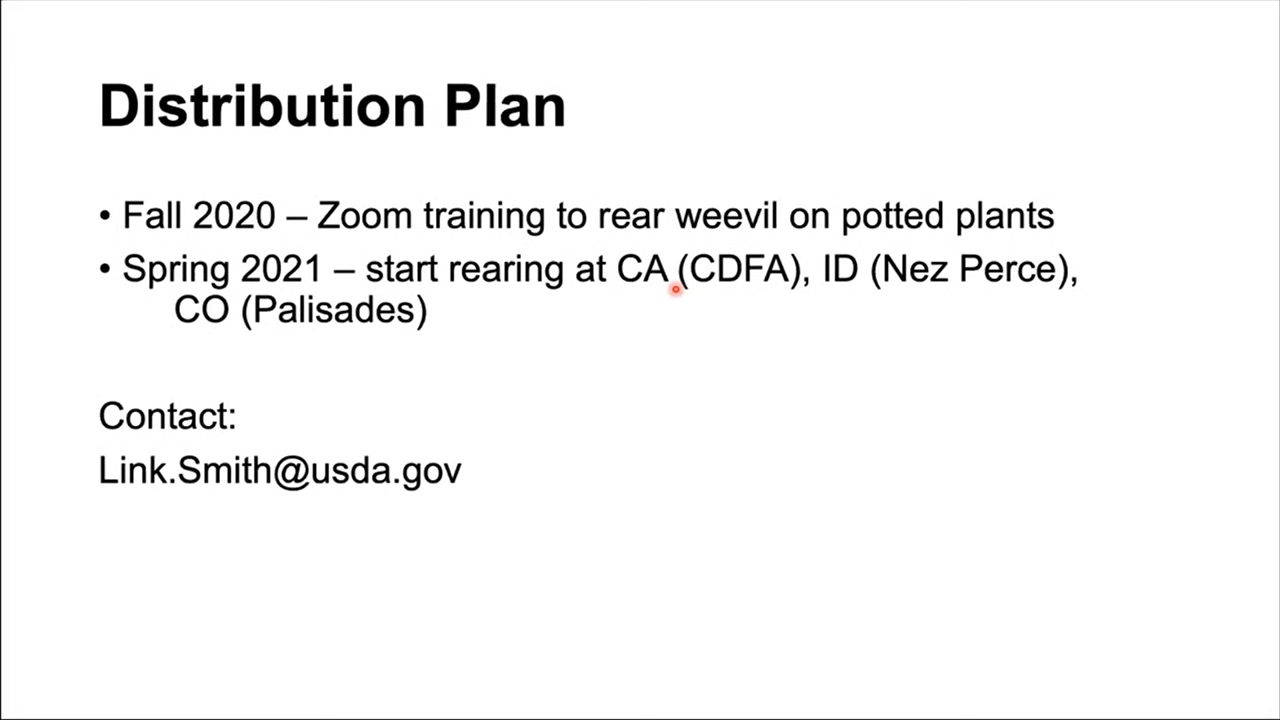 Distribution Plan
• Fall 2020 – Zoom training to rear weevil on potted plants
• Spring 2021 – start rearing at CA (CDFA), ID (Nez Perce),
CO (Palisades)
Contact:
Link.Smith@usda.gov